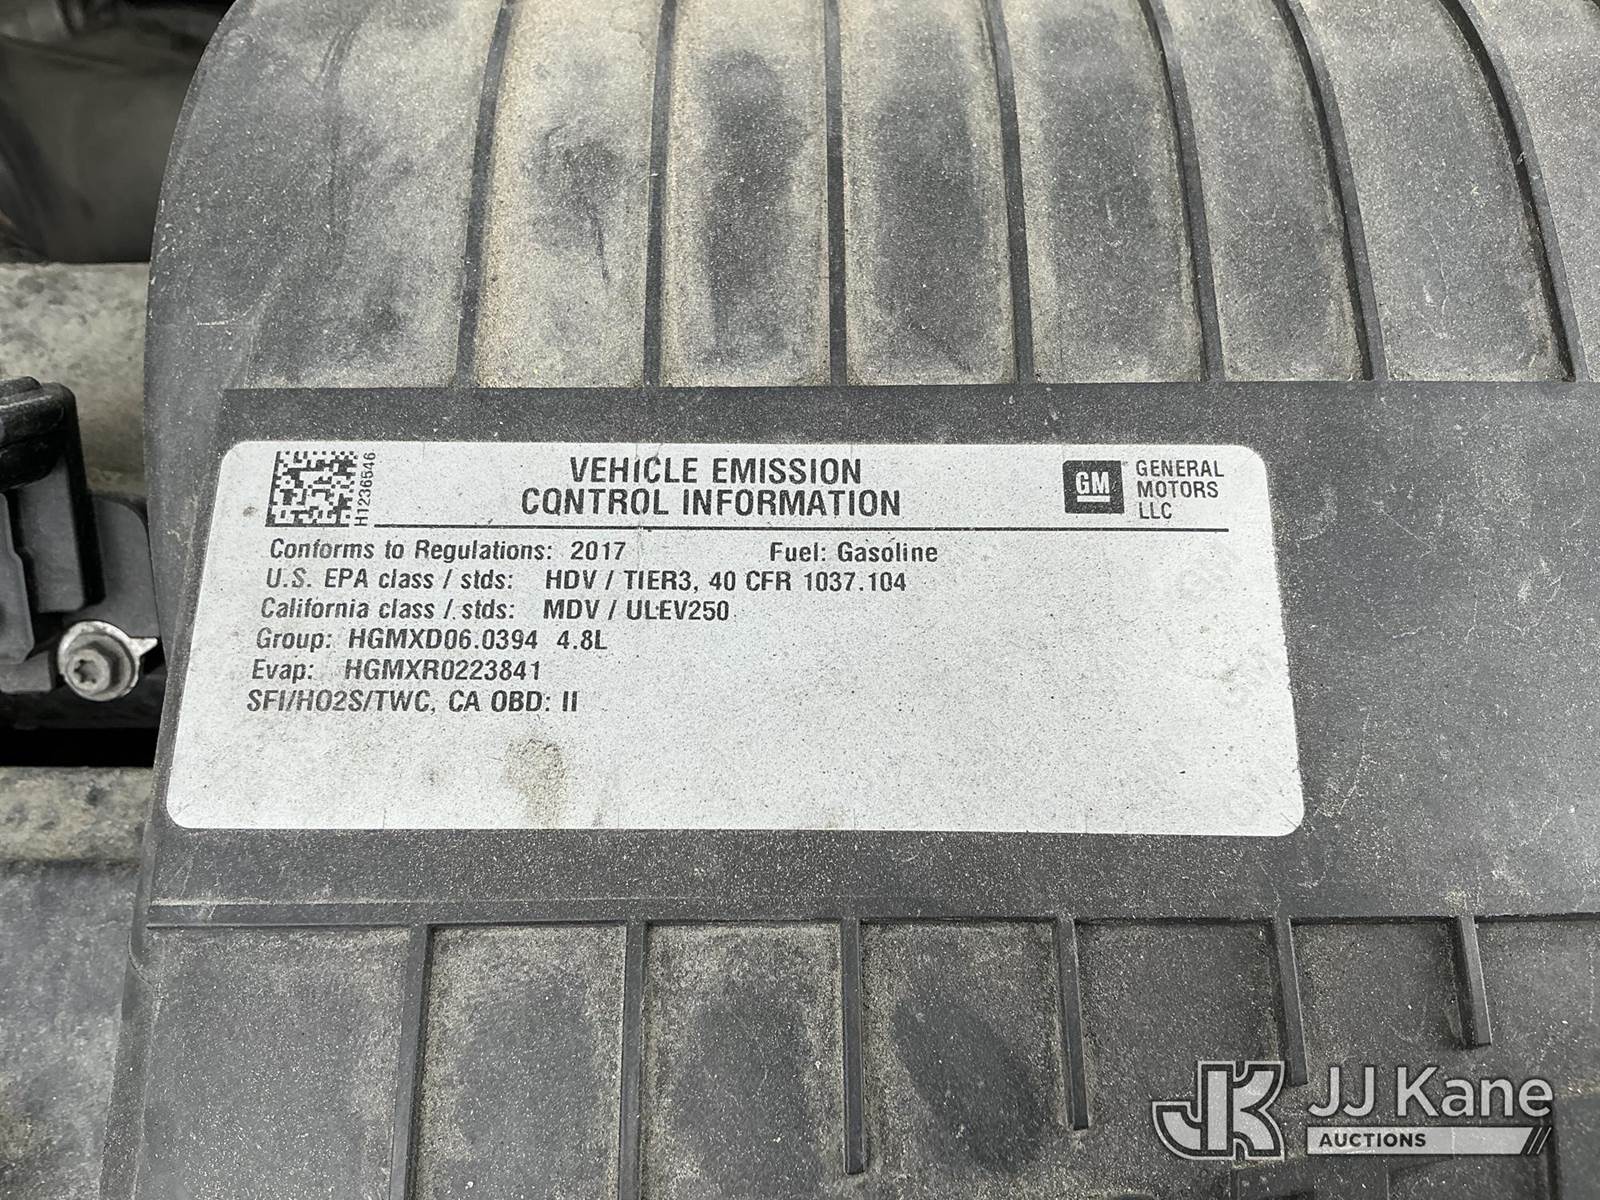 H1236546
VEHICLE EMISSION
CONTROL INFORMATION
GM
GENERAL
MOTORS
LLC
Conforms to Regulations: 2017 Fuel: Gasoline
U.S. EPA class / stds: HDV / TIER3, 40 CFR 1037.104
California class / stds: MDV / ULEV250
Group: HGMXD06.0394 4.8L
Evap: HGMXR0223841
SFI/HO2S/TWC, CA OBD: II
JK JJ Kane
AUCTIONS